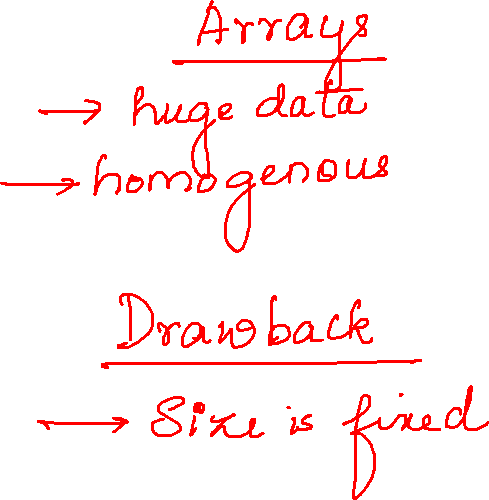 Arrays
→ huge data
→ homogenous
Drawback
→ Size is fixed